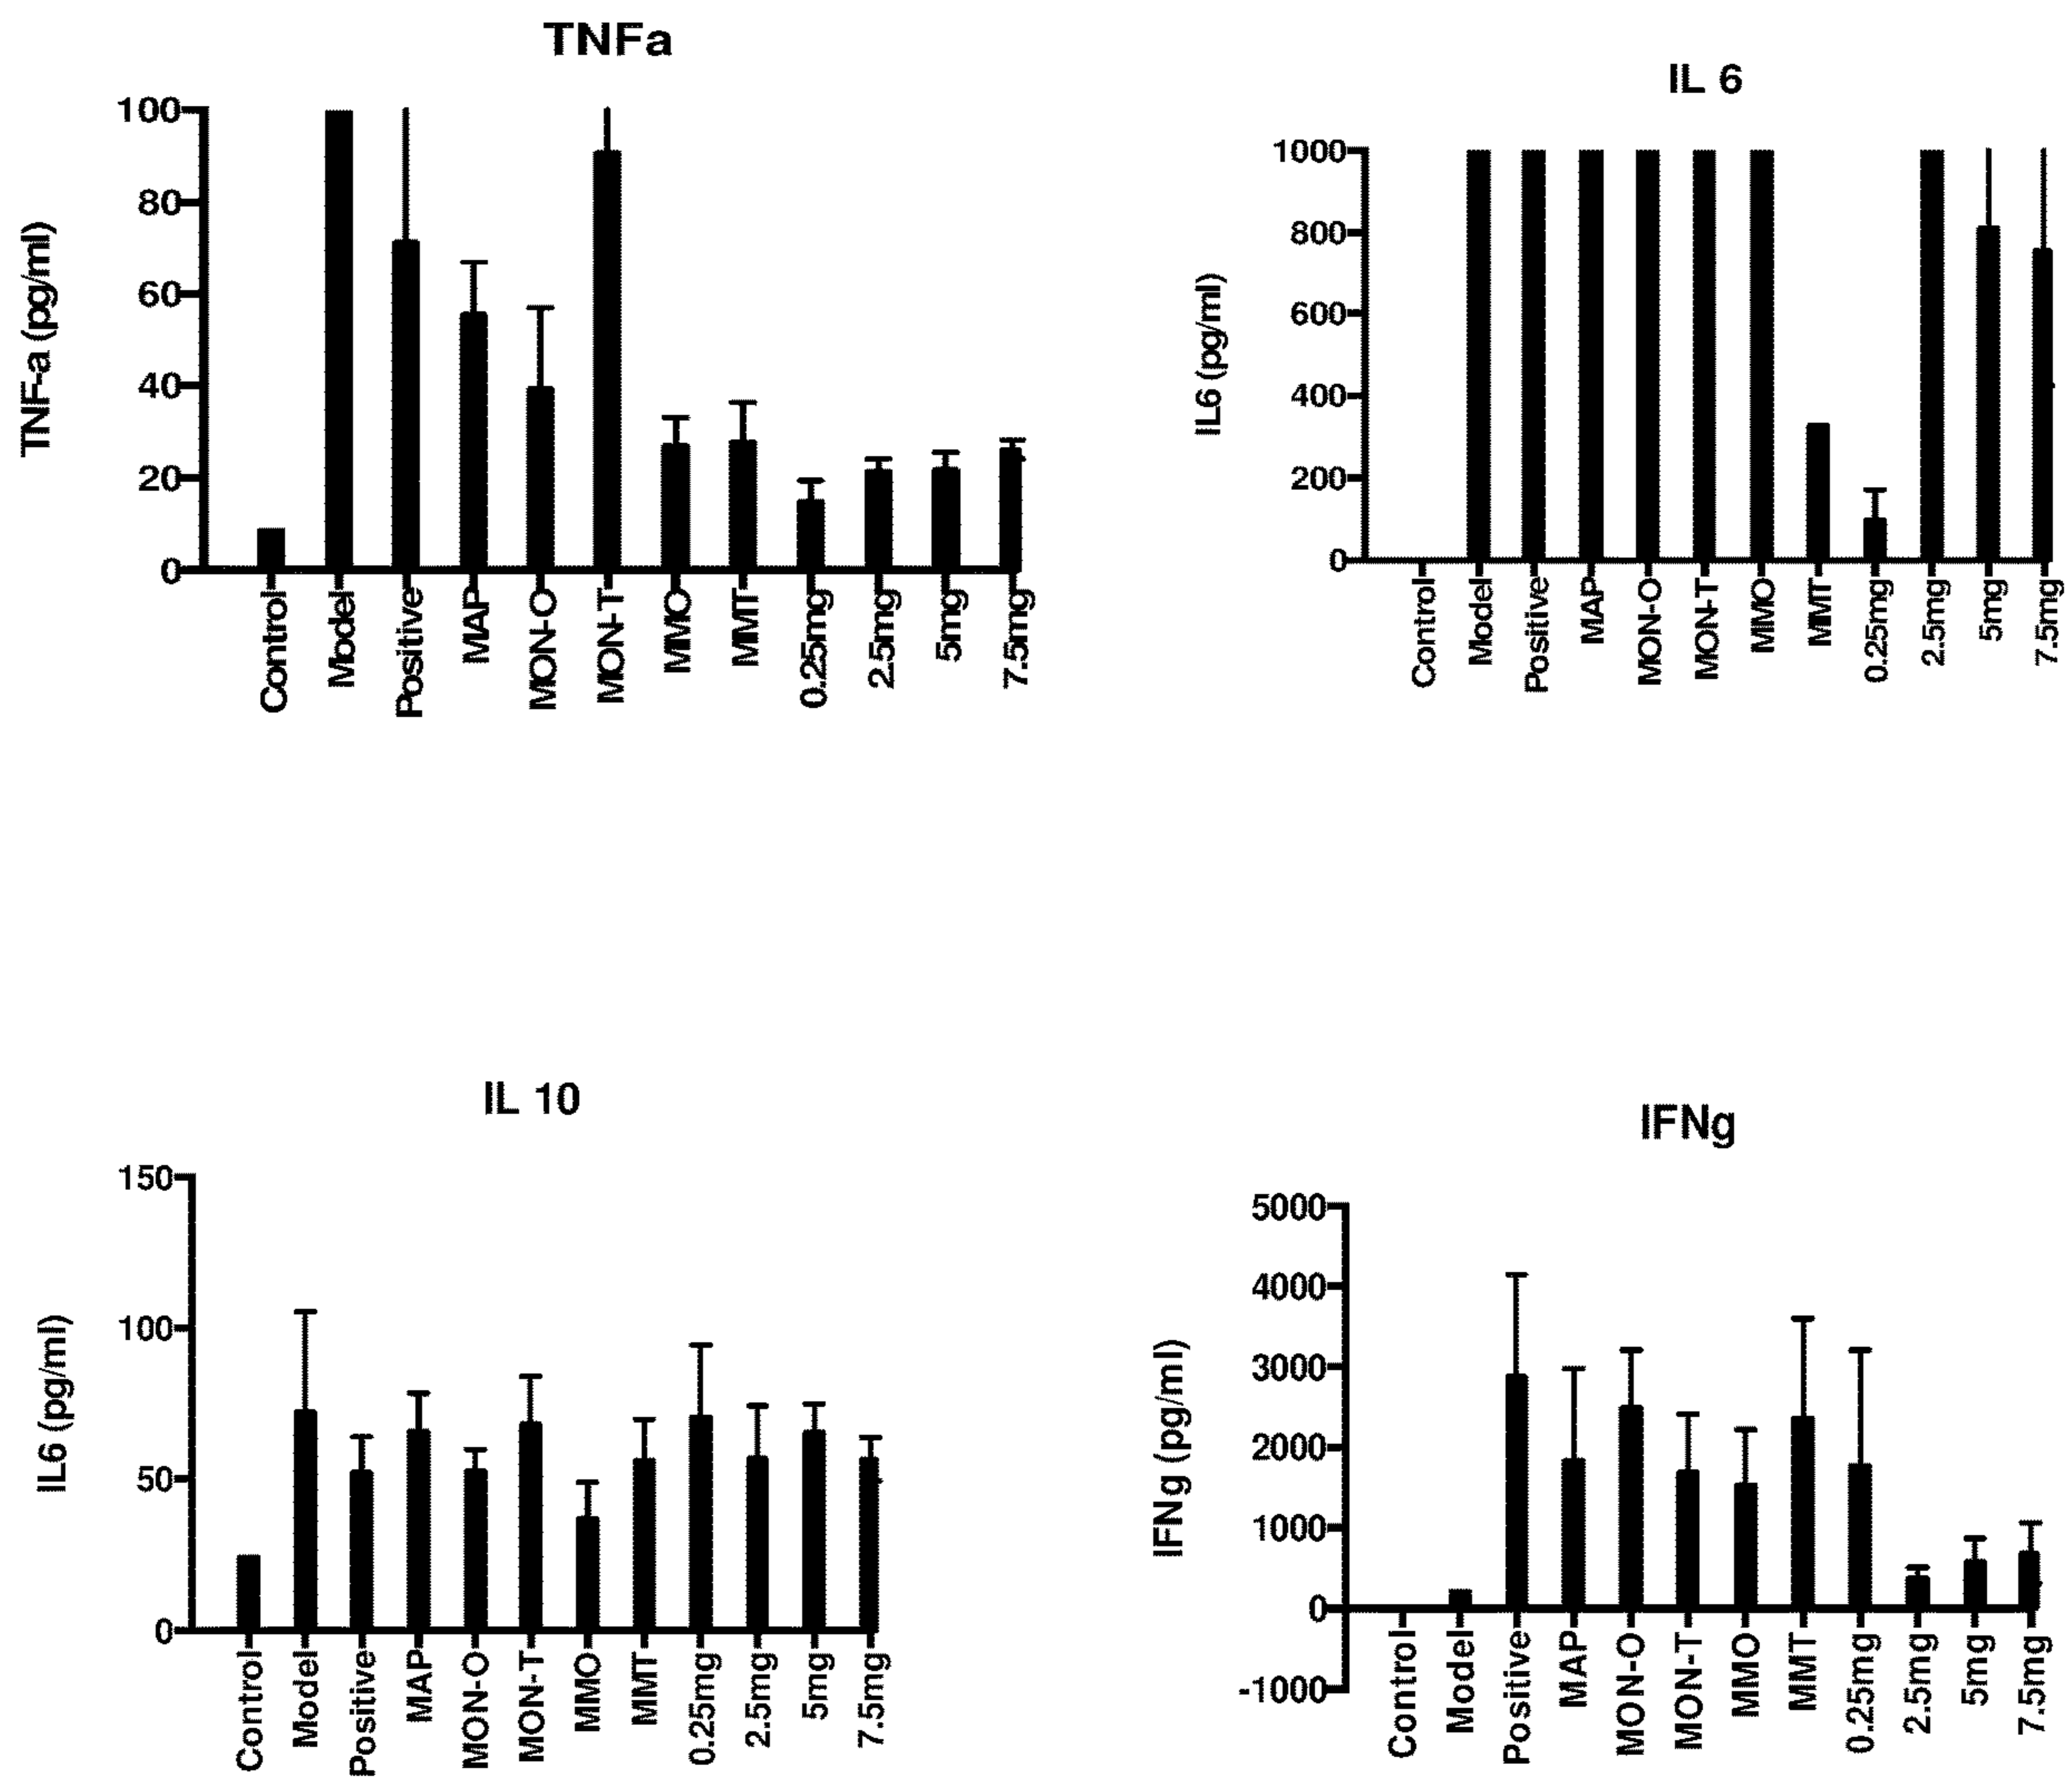 TNFa
TNF-a (pg/ml)
100
80
60
40
20
0
Control
Model
Positive
MAP
MON-O
MON-T
MMO
MMT
0.25mg
2.5mg
5mg
7.5mg
IL 6
IL6 (pg/ml)
1000
800
600
400
200
0
Control
Model
Positive
MAP
MON-O
MON-T
MMO
MMT
0.25mg
2.5mg
5mg
7.5mg
IL 10
IL6 (pg/ml)
150
100
50
0
Control
Model
Positive
MAP
MON-O
MON-T
MMO
MMT
0.25mg
2.5mg
5mg
7.5mg
IFNg
IFNg (pg/ml)
5000
4000
3000
2000
1000
0
-1000
Control
Model
Positive
MAP
MON-O
MON-T
MMO
MMT
0.25mg
2.5mg
5mg
7.5mg